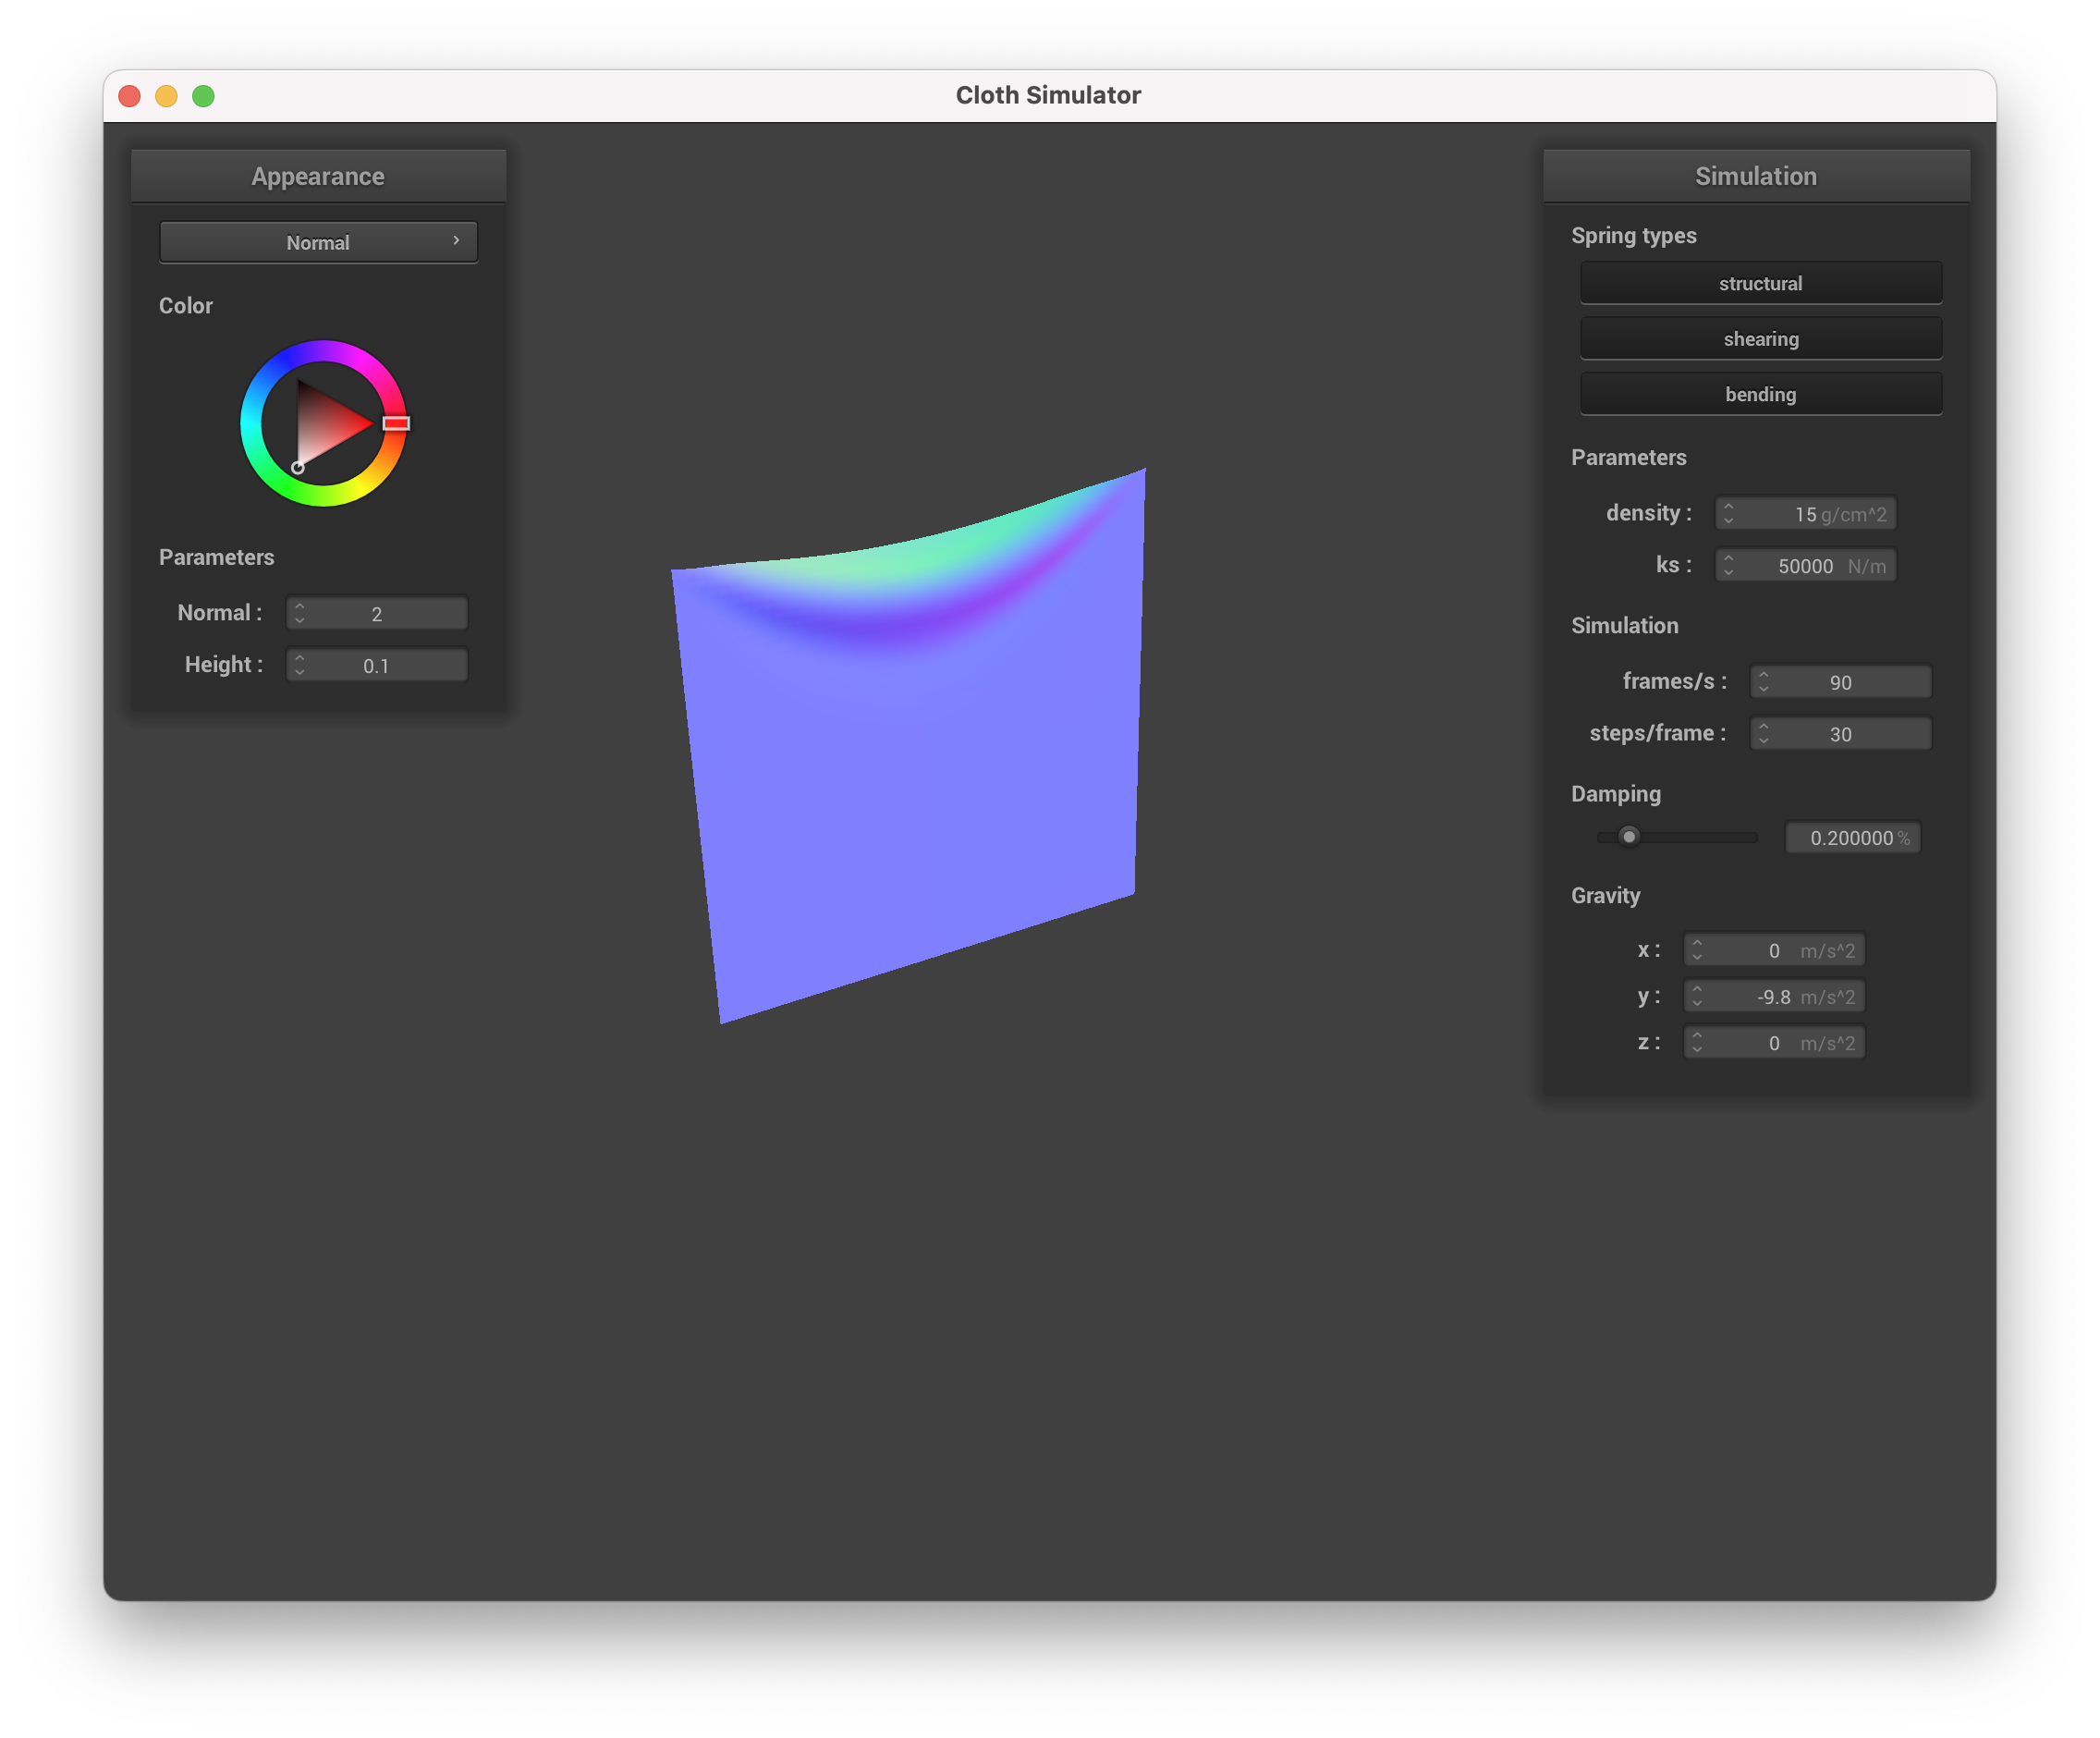 Cloth Simulator
Appearance
Normal
Color
Parameters
Normal : 2
Height : 0.1
Simulation
Spring types
structural
shearing
bending
Parameters
density : 15 g/cm^2
ks : 50000 N/m
Simulation
frames/s : 90
steps/frame : 30
Damping
0.200000 %
Gravity
x : 0 m/s^2
y : -9.8 m/s^2
z : 0 m/s^2